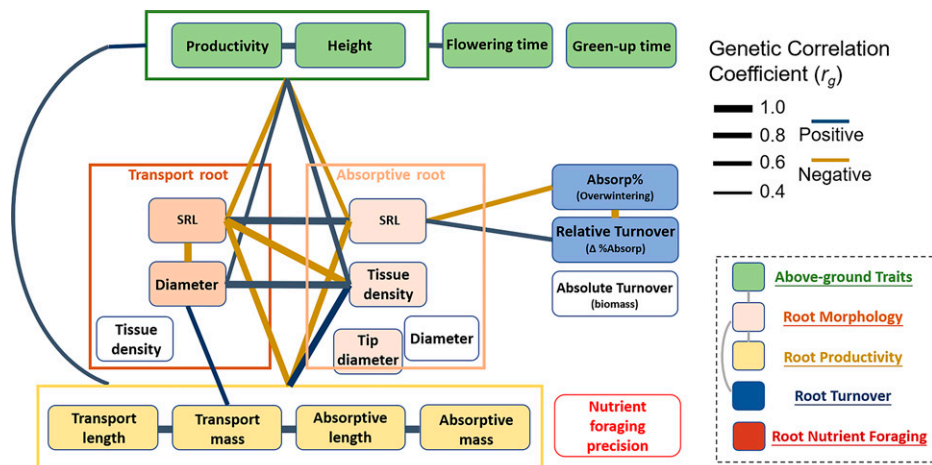 Productivity
Height
Flowering time
Green-up time
Genetic Correlation
Coefficient (rg)
1.0
0.8
0.6
0.4
Positive
Negative
Transport root
Absorptive root
SRL
SRL
Absorp%
(Overwintering)
Relative Turnover
(Δ %Absorp)
Diameter
Tissue
density
Absolute Turnover
(biomass)
Tissue
density
Tip
diameter
Diameter
Transport
length
Transport
mass
Absorptive
length
Absorptive
mass
Nutrient
foraging
precision
Above-ground Traits
Root Morphology
Root Productivity
Root Turnover
Root Nutrient Foraging